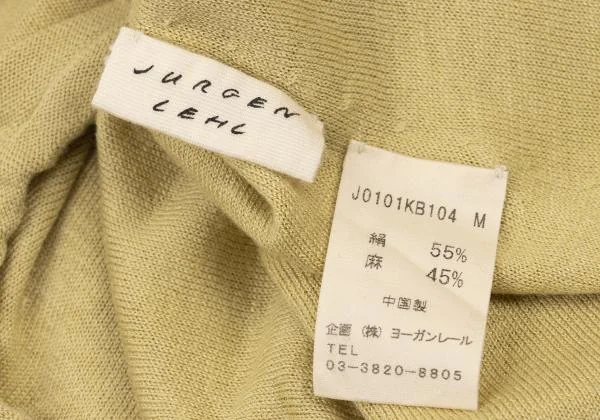 JURGEN
LEHL
J0101KB104 M
絹 55%
麻 45%
中国製
企画 (株) ヨーガンレール
TEL
03-3820-8805